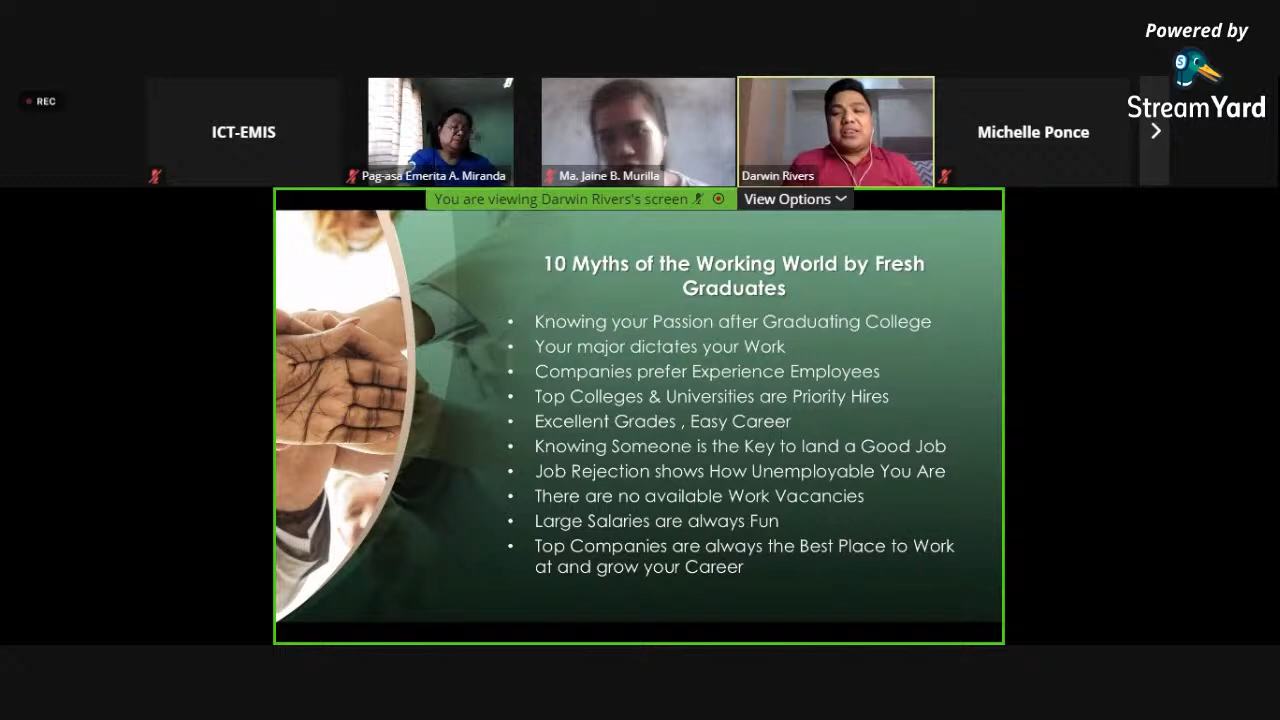 Powered by
StreamYard
REC
ICT-EMIS
Pag-asa Emerita A. Miranda
Ma. Jaine B. Murilla
Darwin Rivers
Michelle Ponce
You are viewing Darwin Rivers's screen
View Options
10 Myths of the Working World by Fresh
Graduates
• Knowing your Passion after Graduating College
• Your major dictates your Work
• Companies prefer Experience Employees
• Top Colleges & Universities are Priority Hires
• Excellent Grades , Easy Career
• Knowing Someone is the Key to land a Good Job
• Job Rejection shows How Unemployable You Are
• There are no available Work Vacancies
• Large Salaries are always Fun
• Top Companies are always the Best Place to Work
at and grow your Career